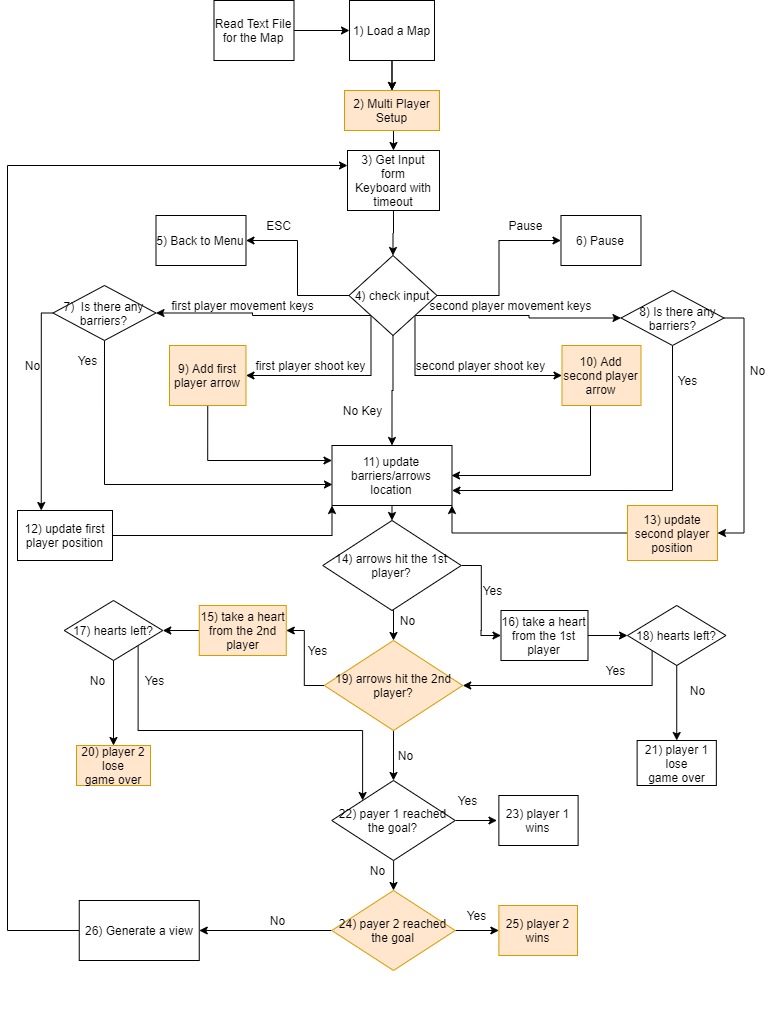 Read Text File
for the Map
1) Load a Map
2) Multi Player
Setup
3) Get Input
form
Keyboard with
timeout
ESC
Pause
5) Back to Menu
6) Pause
4) check input
7) Is there any
barriers?
first player movement keys
second player movement keys
8) Is there any
barriers?
No
Yes
9) Add first
player arrow
first player shoot key
second player shoot key
10) Add
second player
arrow
Yes
No
No Key
11) update
barriers/arrows
location
12) update first
player position
13) update
second player
position
14) arrows hit the 1st
player?
Yes
No
17) hearts left?
15) take a heart
from the 2nd
player
16) take a heart
from the 1st
player
18) hearts left?
Yes
No
Yes
19) arrows hit the 2nd
player?
Yes
No
No
20) player 2
lose
game over
21) player 1
lose
game over
22) payer 1 reached
the goal?
Yes
23) player 1
wins
No
26) Generate a view
No
24) payer 2 reached
the goal
Yes
25) player 2
wins